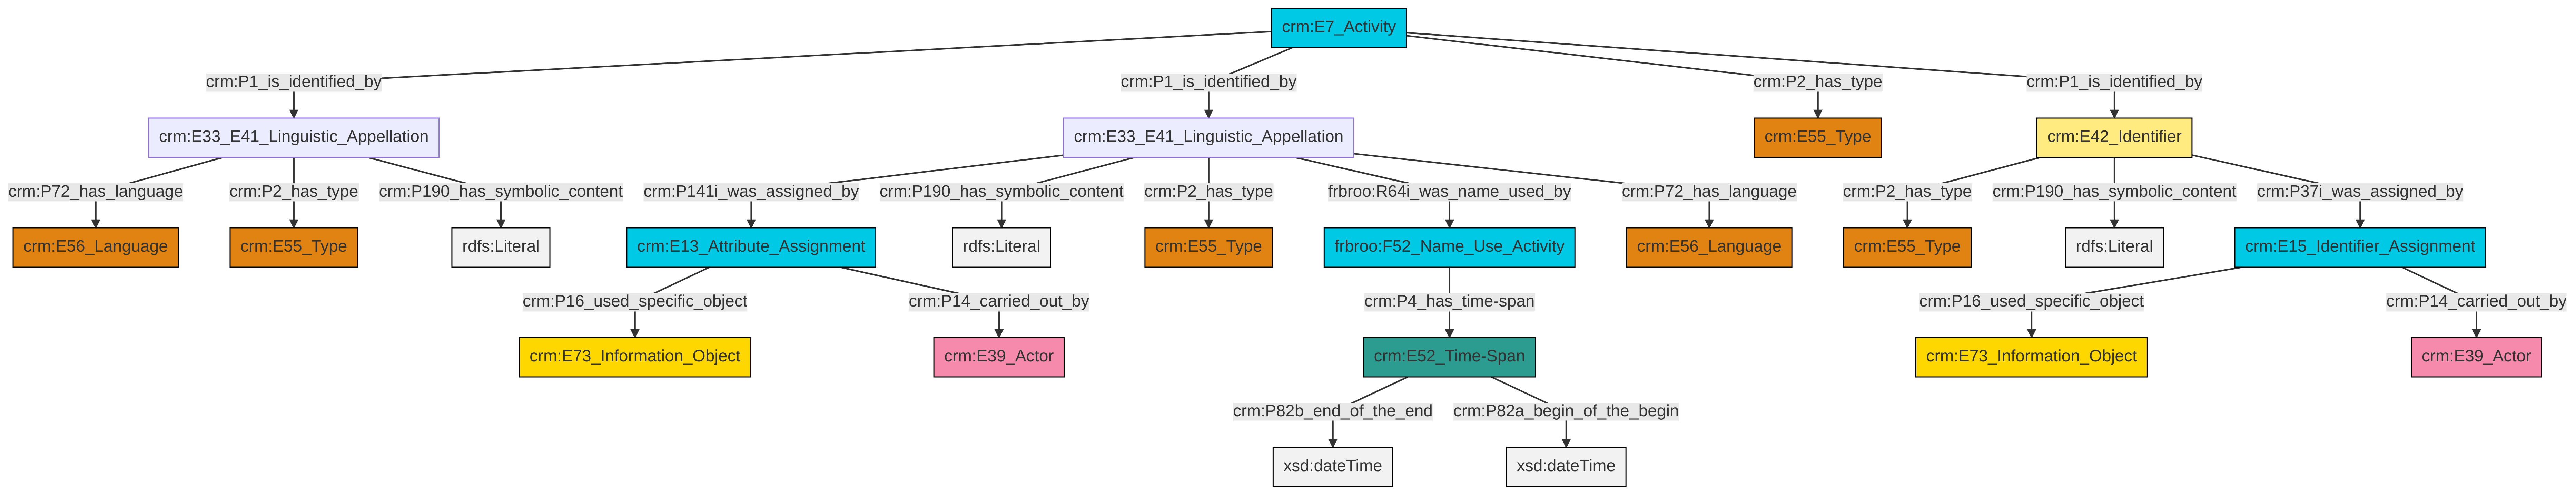 crm:E7_Activity
crm:P1_is_identified_by
crm:P1_is_identified_by
crm:P2_has_type
crm:P1_is_identified_by
crm:E33_E41_Linguistic_Appellation
crm:E33_E41_Linguistic_Appellation
crm:E55_Type
crm:E42_Identifier
crm:P72_has_language
crm:P2_has_type
crm:P190_has_symbolic_content
crm:P141i_was_assigned_by
crm:P190_has_symbolic_content
crm:P2_has_type
frbroo:R64i_was_name_used_by
crm:P72_has_language
crm:P2_has_type
crm:P190_has_symbolic_content
crm:P37i_was_assigned_by
crm:E56_Language
crm:E55_Type
rdfs:Literal
crm:E13_Attribute_Assignment
rdfs:Literal
crm:E55_Type
frbroo:F52_Name_Use_Activity
crm:E56_Language
crm:E55_Type
rdfs:Literal
crm:E15_Identifier_Assignment
crm:P16_used_specific_object
crm:P14_carried_out_by
crm:P4_has_time-span
crm:P16_used_specific_object
crm:P14_carried_out_by
crm:E73_Information_Object
crm:E39_Actor
crm:E52_Time-Span
crm:E73_Information_Object
crm:E39_Actor
crm:P82b_end_of_the_end
crm:P82a_begin_of_the_begin
xsd:dateTime
xsd:dateTime